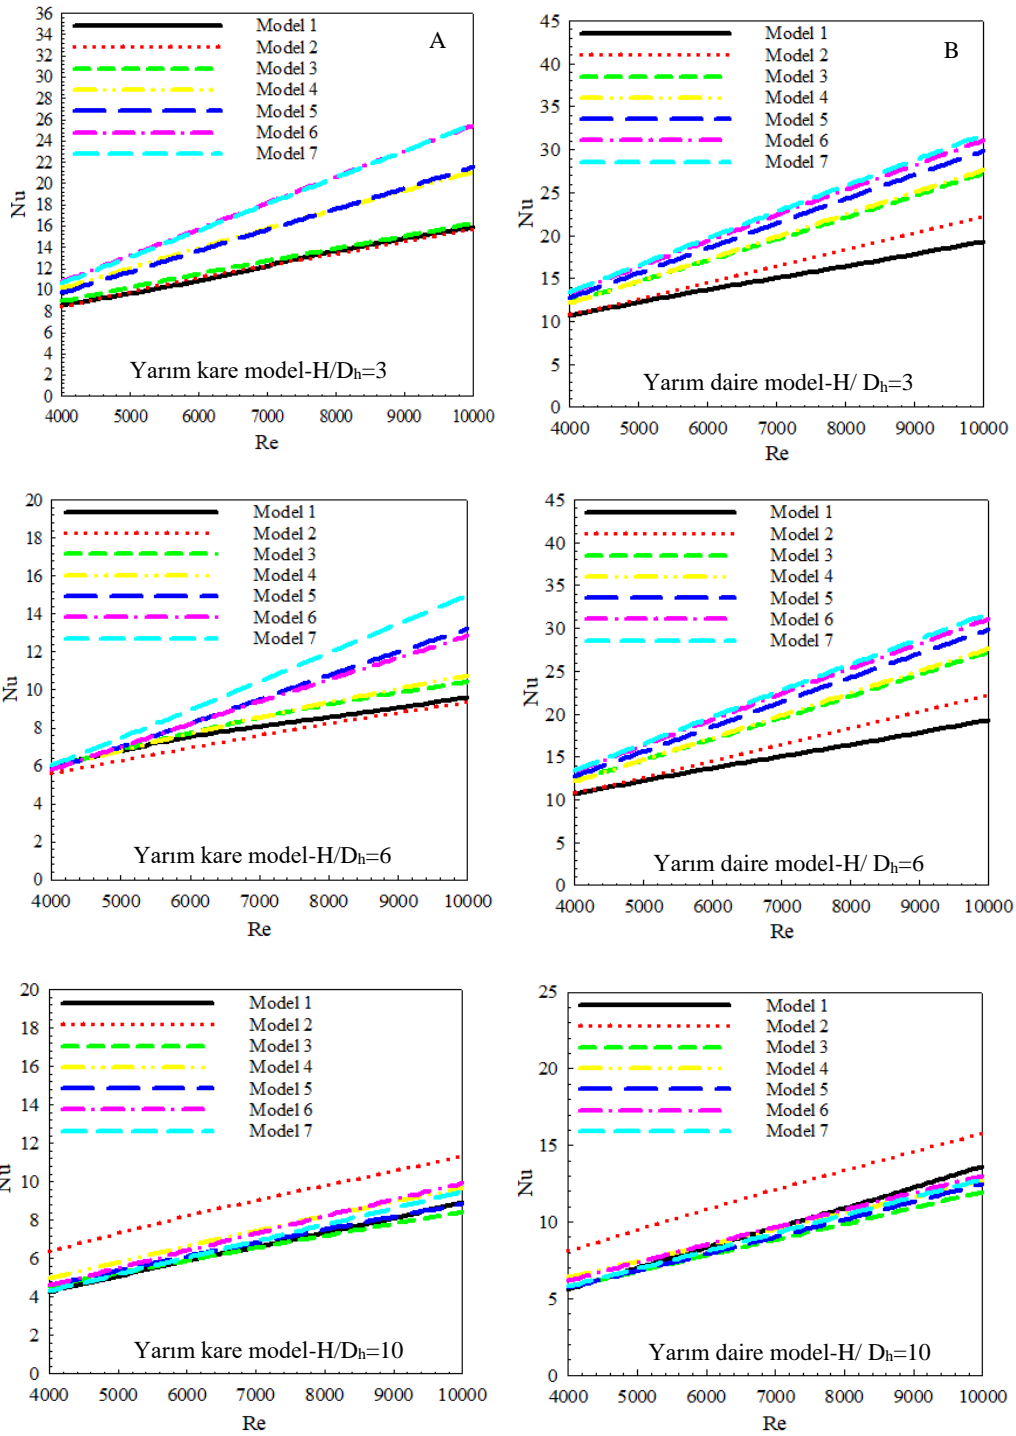 36
34
32
30
28
26
24
22
20
18
16
14
12
10
8
6
4
2
0
Nu
Model 1
Model 2
Model 3
Model 4
Model 5
Model 6
Model 7
A
Yarım kare model-H/Dh=3
4000 5000 6000 7000 8000 9000 10000
Re
45
40
35
30
25
20
15
10
5
0
Nu
Model 1
Model 2
Model 3
Model 4
Model 5
Model 6
Model 7
B
Yarım daire model-H/ Dh=3
4000 5000 6000 7000 8000 9000 10000
Re
20
18
16
14
12
10
8
6
4
2
0
Nu
Model 1
Model 2
Model 3
Model 4
Model 5
Model 6
Model 7
Yarım kare model-H/Dh=6
4000 5000 6000 7000 8000 9000 10000
Re
45
40
35
30
25
20
15
10
5
0
Nu
Model 1
Model 2
Model 3
Model 4
Model 5
Model 6
Model 7
Yarım daire model-H/ Dh=6
4000 5000 6000 7000 8000 9000 10000
Re
20
18
16
14
12
10
8
6
4
2
0
Nu
Model 1
Model 2
Model 3
Model 4
Model 5
Model 6
Model 7
Yarım kare model-H/Dh=10
4000 5000 6000 7000 8000 9000 10000
Re
25
20
15
10
5
0
Nu
Model 1
Model 2
Model 3
Model 4
Model 5
Model 6
Model 7
Yarım daire model-H/ Dh=10
4000 5000 6000 7000 8000 9000 10000
Re